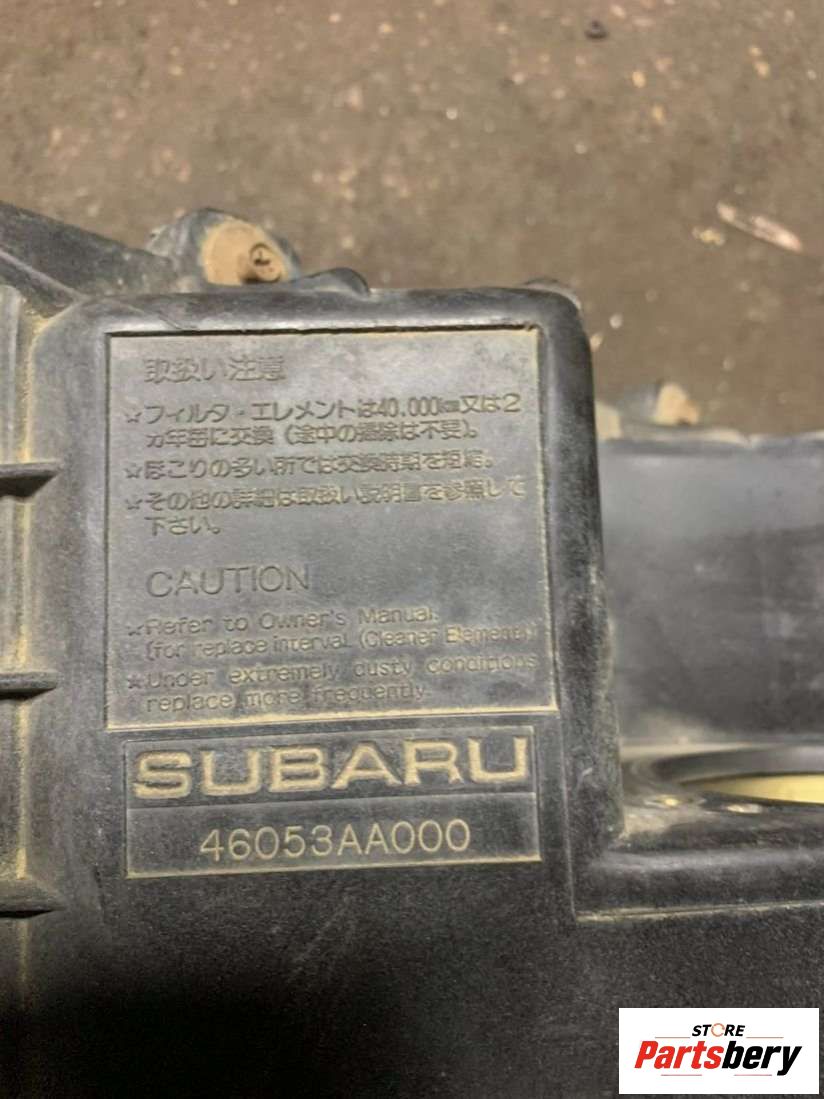 取扱い注意
☆フィルタ・エレメントは40.000km又は2
カ年毎に交換（途中の掃除は不要）。
☆ほこりの多い所では交換時期を短縮。
☆その他の詳細は取扱い説明書を参照して
下さい。
CAUTION
☆Refer to Owner's Manual.
(for replace interval (Cleaner Element))
☆Under extremely dusty conditions
replace more frequently
SUBARU
46053AA000
STORE
Partsbery